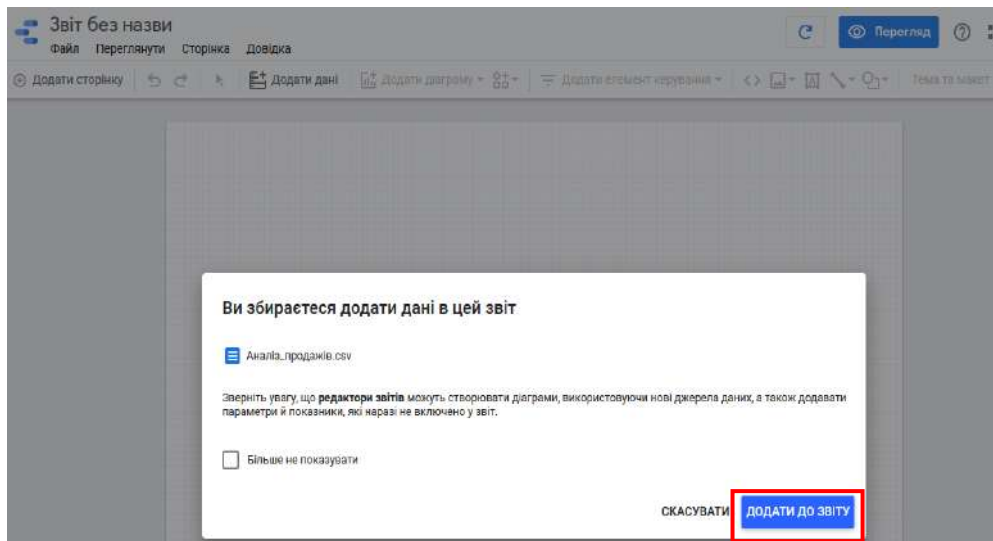 Звіт без назви
Файл Переглянути Сторінка Довідка
Перегляд
Додати сторінку Додати дані Додати діаграму Додати елемент керування Тема та макет
Ви збираєтеся додати дані в цей звіт
Аналіз_продажів.csv
Зверніть увагу, що редактори звітів можуть створювати діаграми, використовуючи нові джерела даних, а також додавати
параметри й показники, які наразі не включено у звіт.
Більше не показувати
СКАСУВАТИ ДОДАТИ ДО ЗВІТУ